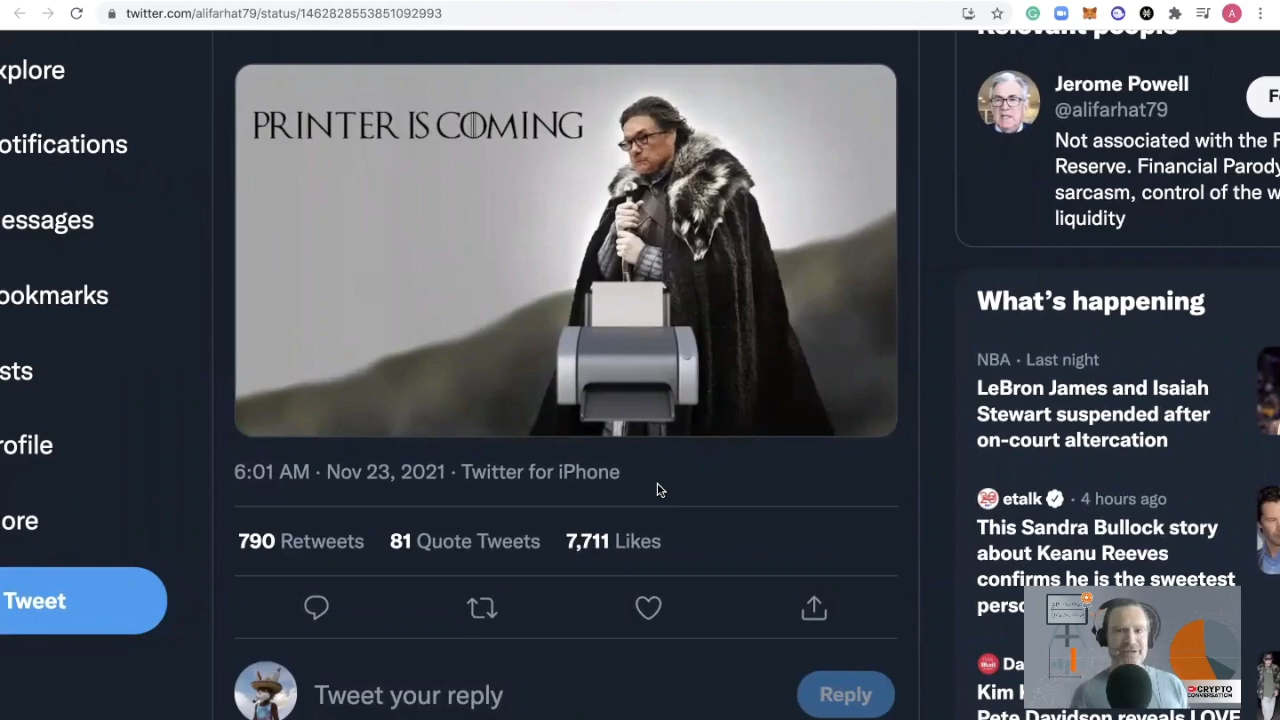 twitter.com/alifarhat79/status/1462828553851092993
A
xplore
otifications
essages
ookmarks
sts
rofile
ore
Tweet
PRINTER IS COMING
6:01 AM · Nov 23, 2021 · Twitter for iPhone
790 Retweets 81 Quote Tweets 7,711 Likes
Tweet your reply
Reply
Relevant people
Jerome Powell
@alifarhat79
Fo
Not associated with the F
Reserve. Financial Parody
sarcasm, control of the w
liquidity
What's happening
NBA · Last night
LeBron James and Isaiah
Stewart suspended after
on-court altercation
etalk · 4 hours ago
This Sandra Bullock story
about Keanu Reeves
confirms he is the sweetest
perso
Da
Kim K
Pete Davidson reveals LOVE
CRYPTO
CONVERSATION